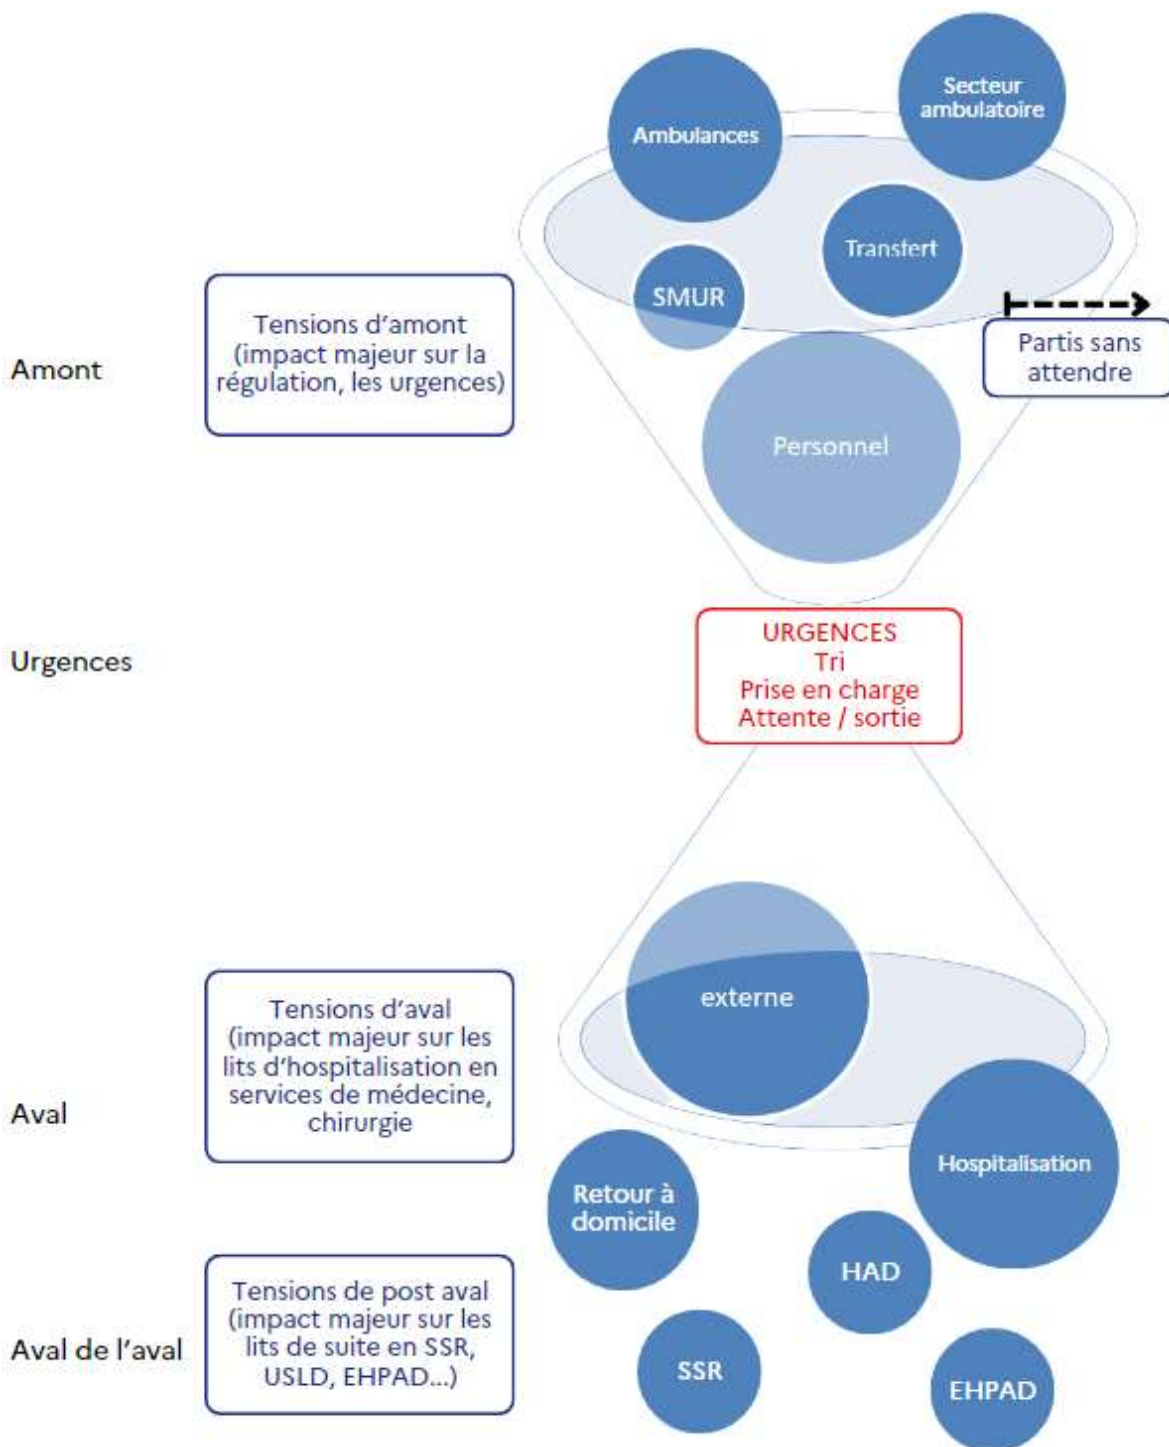 Ambulances
Secteur
ambulatoire
Transfert
SMUR
Amont
Tensions d’amont
(impact majeur sur la
régulation, les urgences)
Partis sans
attendre
Personnel
Urgences
URGENCES
Tri
Prise en charge
Attente / sortie
externe
Aval
Tensions d’aval
(impact majeur sur les
lits d’hospitalisation en
services de médecine,
chirurgie
Hospitalisation
Retour à
domicile
HAD
Aval de l’aval
Tensions de post aval
(impact majeur sur les
lits de suite en SSR,
USLD, EHPAD...)
SSR
EHPAD